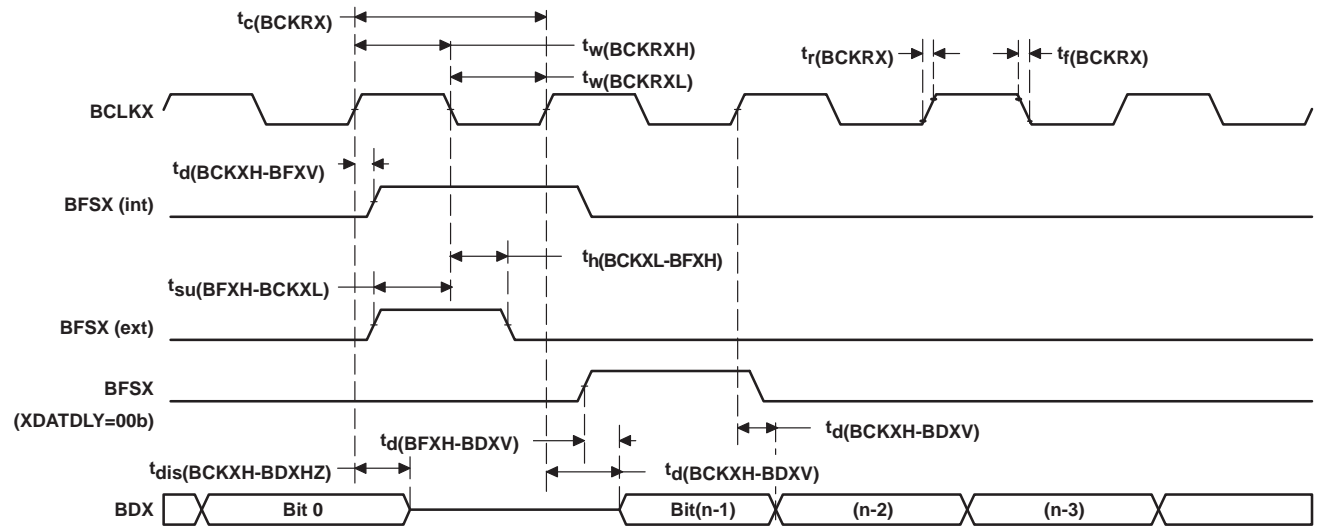 tc(BCKRX)
tw(BCKRXH)
tr(BCKRX)
tf(BCKRX)
tw(BCKRXL)
BCLKX
td(BCKXH-BFXV)
BFSX (int)
th(BCKXL-BFXH)
tsu(BFXH-BCKXL)
BFSX (ext)
BFSX
(XDATDLY=00b)
td(BFXH-BDXV)
td(BCKXH-BDXV)
tdis(BCKXH-BDXHZ)
td(BCKXH-BDXV)
BDX
Bit 0
Bit(n-1)
(n-2)
(n-3)